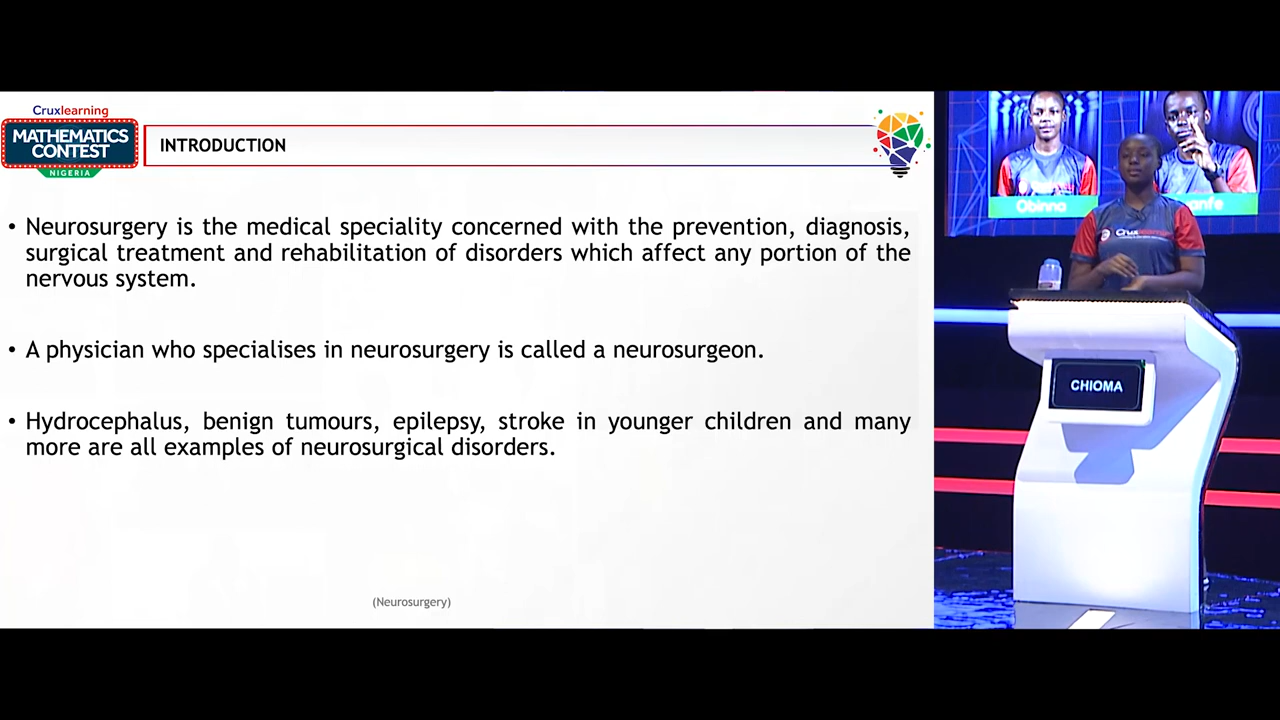 Cruxlearning
MATHEMATICS
CONTEST
NIGERIA
INTRODUCTION
• Neurosurgery is the medical speciality concerned with the prevention, diagnosis,
surgical treatment and rehabilitation of disorders which affect any portion of the
nervous system.
• A physician who specialises in neurosurgery is called a neurosurgeon.
• Hydrocephalus, benign tumours, epilepsy, stroke in younger children and many
more are all examples of neurosurgical disorders.
(Neurosurgery)
Obinna
Cruxlearning
CHIOMA